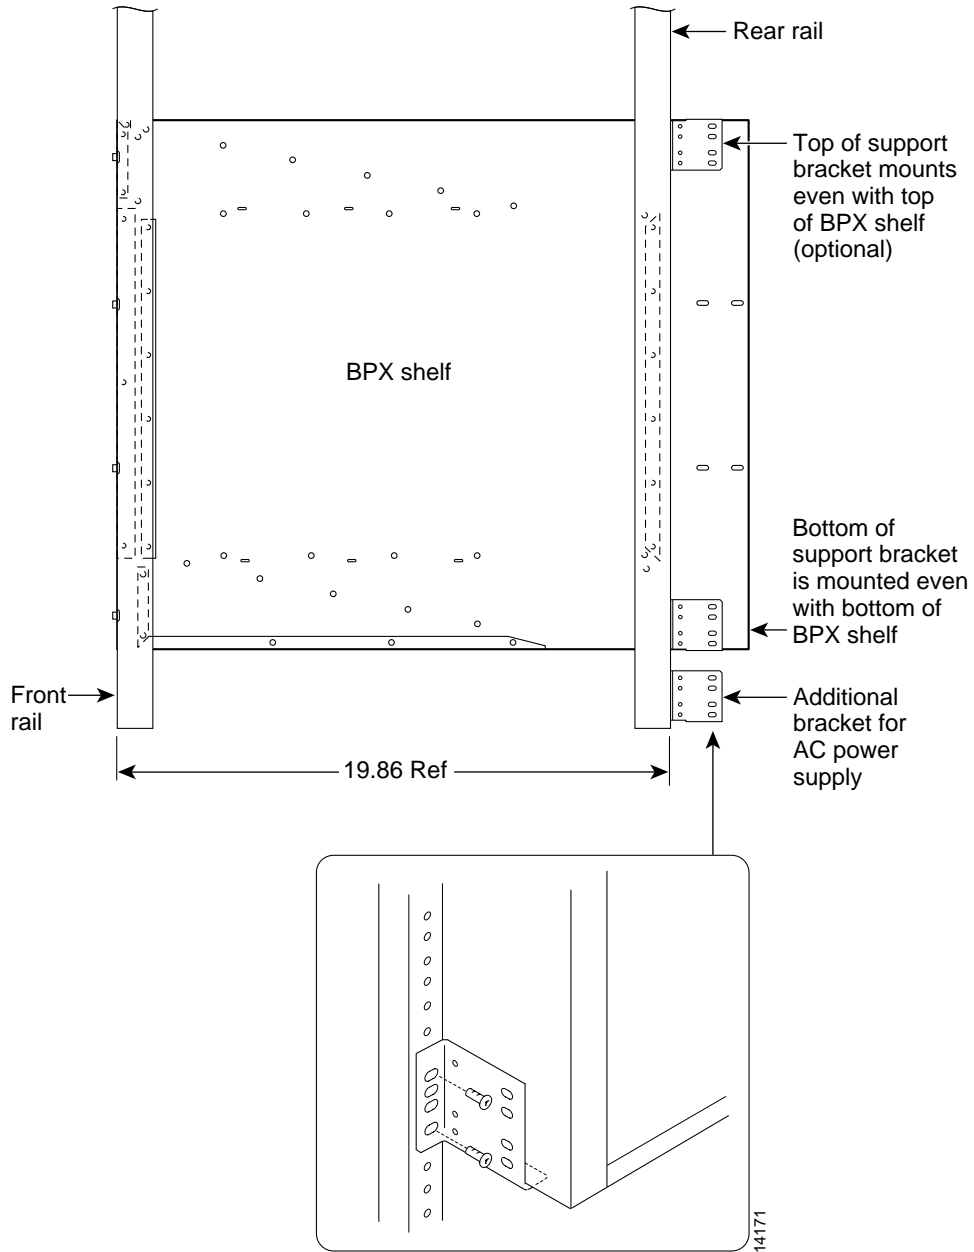 Rear rail
Top of support
bracket mounts
even with top
of BPX shelf
(optional)
BPX shelf
Bottom of
support bracket
is mounted even
with bottom of
BPX shelf
Front
rail
Additional
bracket for
AC power
supply
19.86 Ref
14171